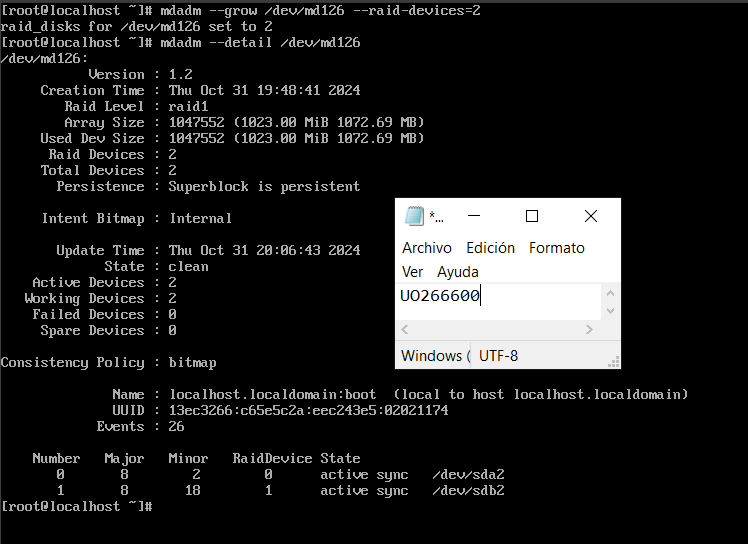 [root@localhost ~]# mdadm --grow /dev/md126 --raid-devices=2
raid_disks for /dev/md126 set to 2
[root@localhost ~]# mdadm --detail /dev/md126
/dev/md126:
Version : 1.2
Creation Time : Thu Oct 31 19:48:41 2024
Raid Level : raid1
Array Size : 1047552 (1023.00 MiB 1072.69 MB)
Used Dev Size : 1047552 (1023.00 MiB 1072.69 MB)
Raid Devices : 2
Total Devices : 2
Persistence : Superblock is persistent
Intent Bitmap : Internal
Update Time : Thu Oct 31 20:06:43 2024
State : clean
Active Devices : 2
Working Devices : 2
Failed Devices : 0
Spare Devices : 0
Consistency Policy : bitmap
Name : localhost.localdomain:boot  (local to host localhost.localdomain)
UUID : 13ec3266:c65e5c2a:eec243e5:02021174
Events : 26
Number Major Minor RaidDevice State
0 8 2 0 active sync /dev/sda2
1 8 18 1 active sync /dev/sdb2
[root@localhost ~]#
*...
Archivo Edición Formato
Ver Ayuda
UO266600
Windows ( UTF-8